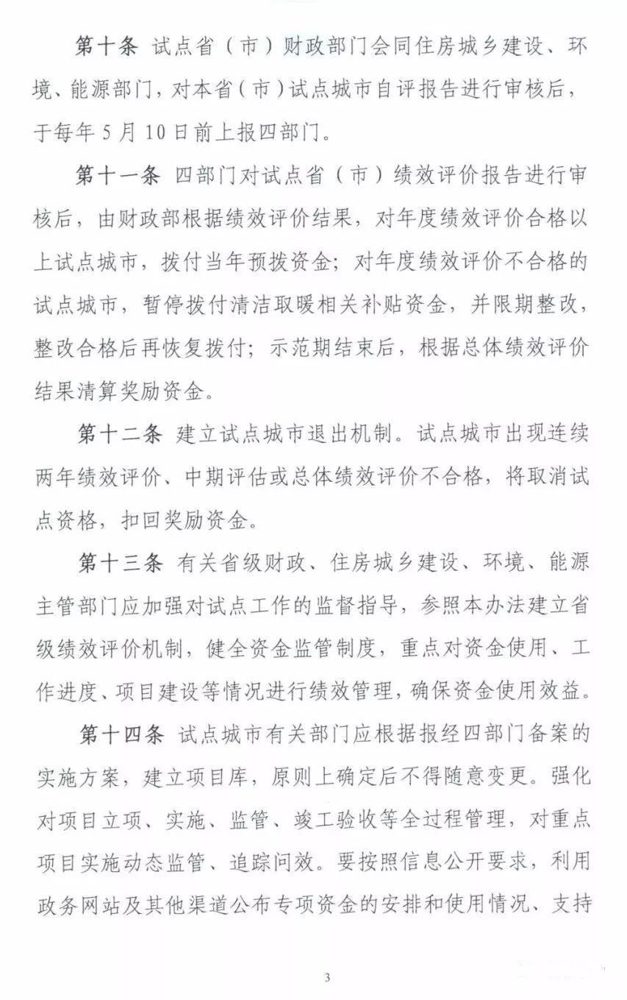 第十条 试点省（市）财政部门会同住房城乡建设、环
境、能源部门，对本省（市）试点城市自评报告进行审核后，
于每年 5 月 10 日前上报四部门。
第十一条 四部门对试点省（市）绩效评价报告进行审
核后，由财政部根据绩效评价结果，对年度绩效评价合格以
上试点城市，拨付当年预拨资金；对年度绩效评价不合格的
试点城市，暂停拨付清洁取暖相关补贴资金，并限期整改，
整改合格后再恢复拨付；示范期结束后，根据总体绩效评价
结果清算奖励资金。
第十二条 建立试点城市退出机制。试点城市出现连续
两年绩效评价、中期评估或总体绩效评价不合格，将取消试
点资格，扣回奖励资金。
第十三条 有关省级财政、住房城乡建设、环境、能源
主管部门应加强对试点工作的监督指导，参照本办法建立省
级绩效评价机制，健全资金监管制度，重点对资金使用、工
作进度、项目建设等情况进行绩效管理，确保资金使用效益。
第十四条 试点城市有关部门应根据报经四部门备案的
实施方案，建立项目库，原则上确定后不得随意变更。强化
对项目立项、实施、监管、竣工验收等全过程管理，对重点
项目实施动态监管、追踪问效。要按照信息公开要求，利用
政务网站及其他渠道公布专项资金的安排和使用情况、支持
3